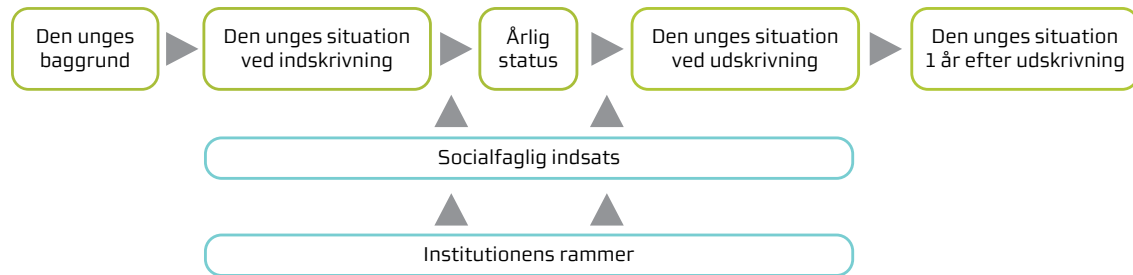 Den unges
baggrund
Den unges situation
ved indskrivning
Årlig
status
Den unges situation
ved udskrivning
Den unges situation
1 år efter udskrivning
Socialfaglig indsats
Institutionens rammer